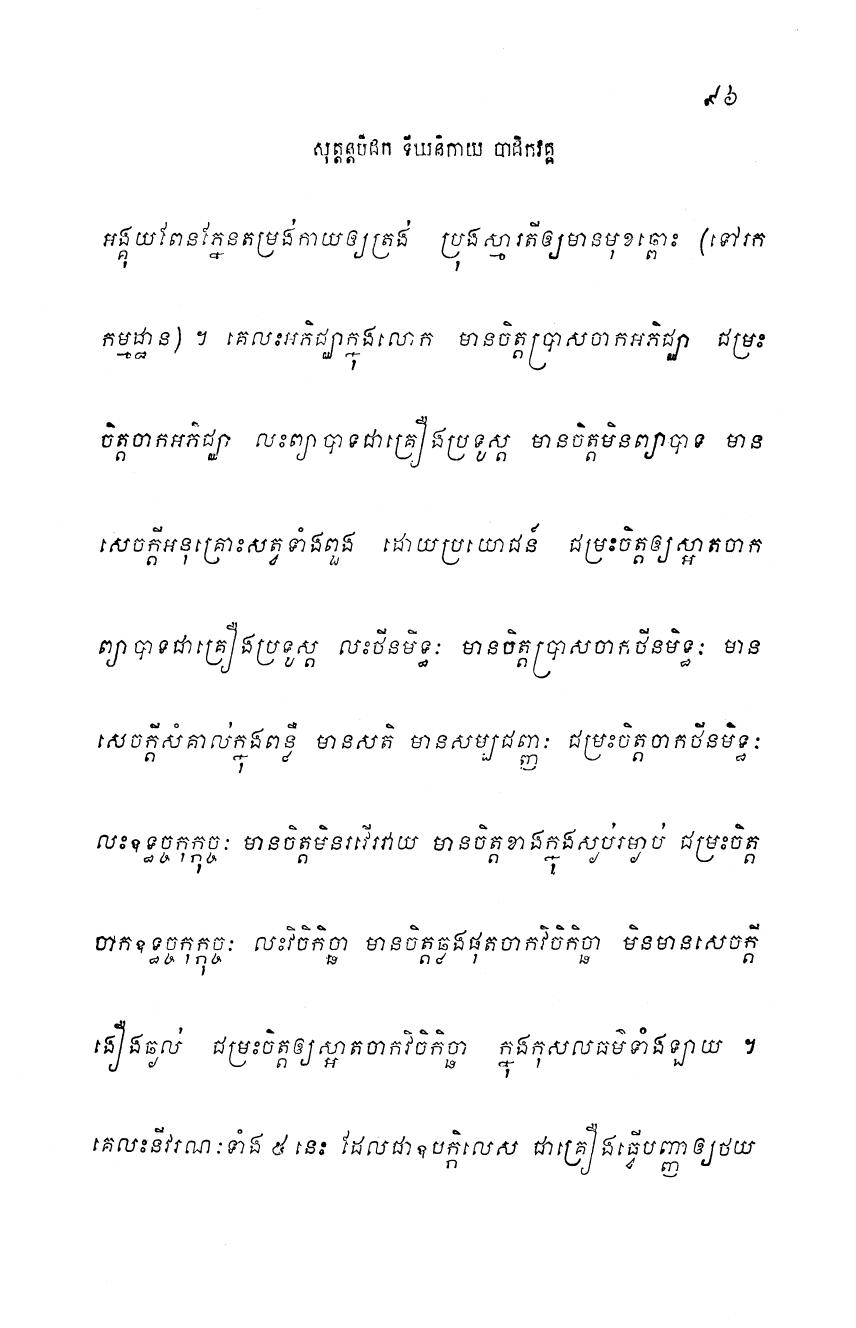 ៩៦
សុត្តន្តបិដក ទីឃនិកាយ បាដិកវគ្គ
អង្គុយពែនភ្នែនតម្រង់កាយឲ្យត្រង់ ប្រុងស្មារតីឲ្យមានមុខឆ្ពោះ (ទៅរក
កម្មដ្ឋាន) ។ គេលះអភិជ្ឈាក្នុងលោក មានចិត្តប្រាសចាកអភិជ្ឈា ជម្រះ
ចិត្តចាកអភិជ្ឈា លះព្យាបាទជាគ្រឿងប្រទូស្ត មានចិត្តមិនព្យាបាទ មាន
សេចក្តីអនុគ្រោះសត្វទាំងពួង ដោយប្រយោជន៍ ជម្រះចិត្តឲ្យស្អាតចាក
ព្យាបាទជាគ្រឿងប្រទូស្ត លះថីនមិទ្ធៈ មានចិត្តប្រាសចាកថីនមិទ្ធៈ មាន
សេចក្តីសំគាល់ក្នុងពន្លឺ មានសតិ មានសម្បជញ្ញៈ ជម្រះចិត្តចាកថីនមិទ្ធៈ
លះឧទ្ធច្ចកុក្កុច្ចៈ មានចិត្តមិនរវើរវាយ មានចិត្តខាងក្នុងស្ងប់រម្ងាប់ ជម្រះចិត្ត
ចាកឧទ្ធច្ចកុក្កុច្ចៈ លះវិចិកិច្ឆា មានចិត្តឆ្លងផុតចាកវិចិកិច្ឆា មិនមានសេចក្តី
ងឿងឆ្ងល់ ជម្រះចិត្តឲ្យស្អាតចាកវិចិកិច្ឆា ក្នុងកុសលធម៌ទាំងឡាយ ។
គេលះនីវរណៈទាំង ៥ នេះ ដែលជាឧបក្កិលេស ជាគ្រឿងធ្វើបញ្ញាឲ្យថយ